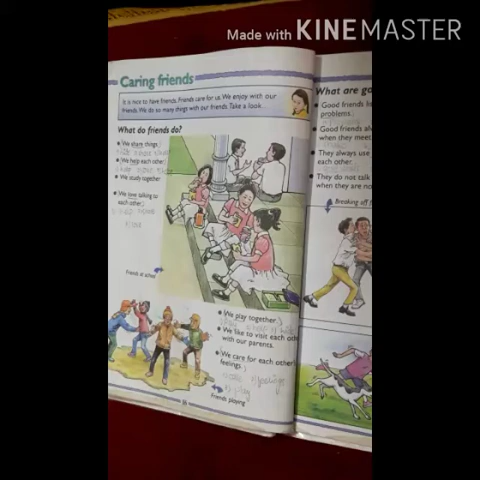 Made with KINEMASTER
Caring friends
It is nice to have friends. Friends care for us. We enjoy with our
friends. We do so many things with our friends. Take a look...
What do friends do?
We share things.
We help each other.
We study together
We love talking to
each other.
Friends at school
We play together.
We like to visit each oth
with our parents.
We care for each other
feelings.
feelings
play
Friends playing
What are go
Good friends
problems.
Good friends al
when they meet
They always use
each other.
They do not talk
when they are no
Breaking off